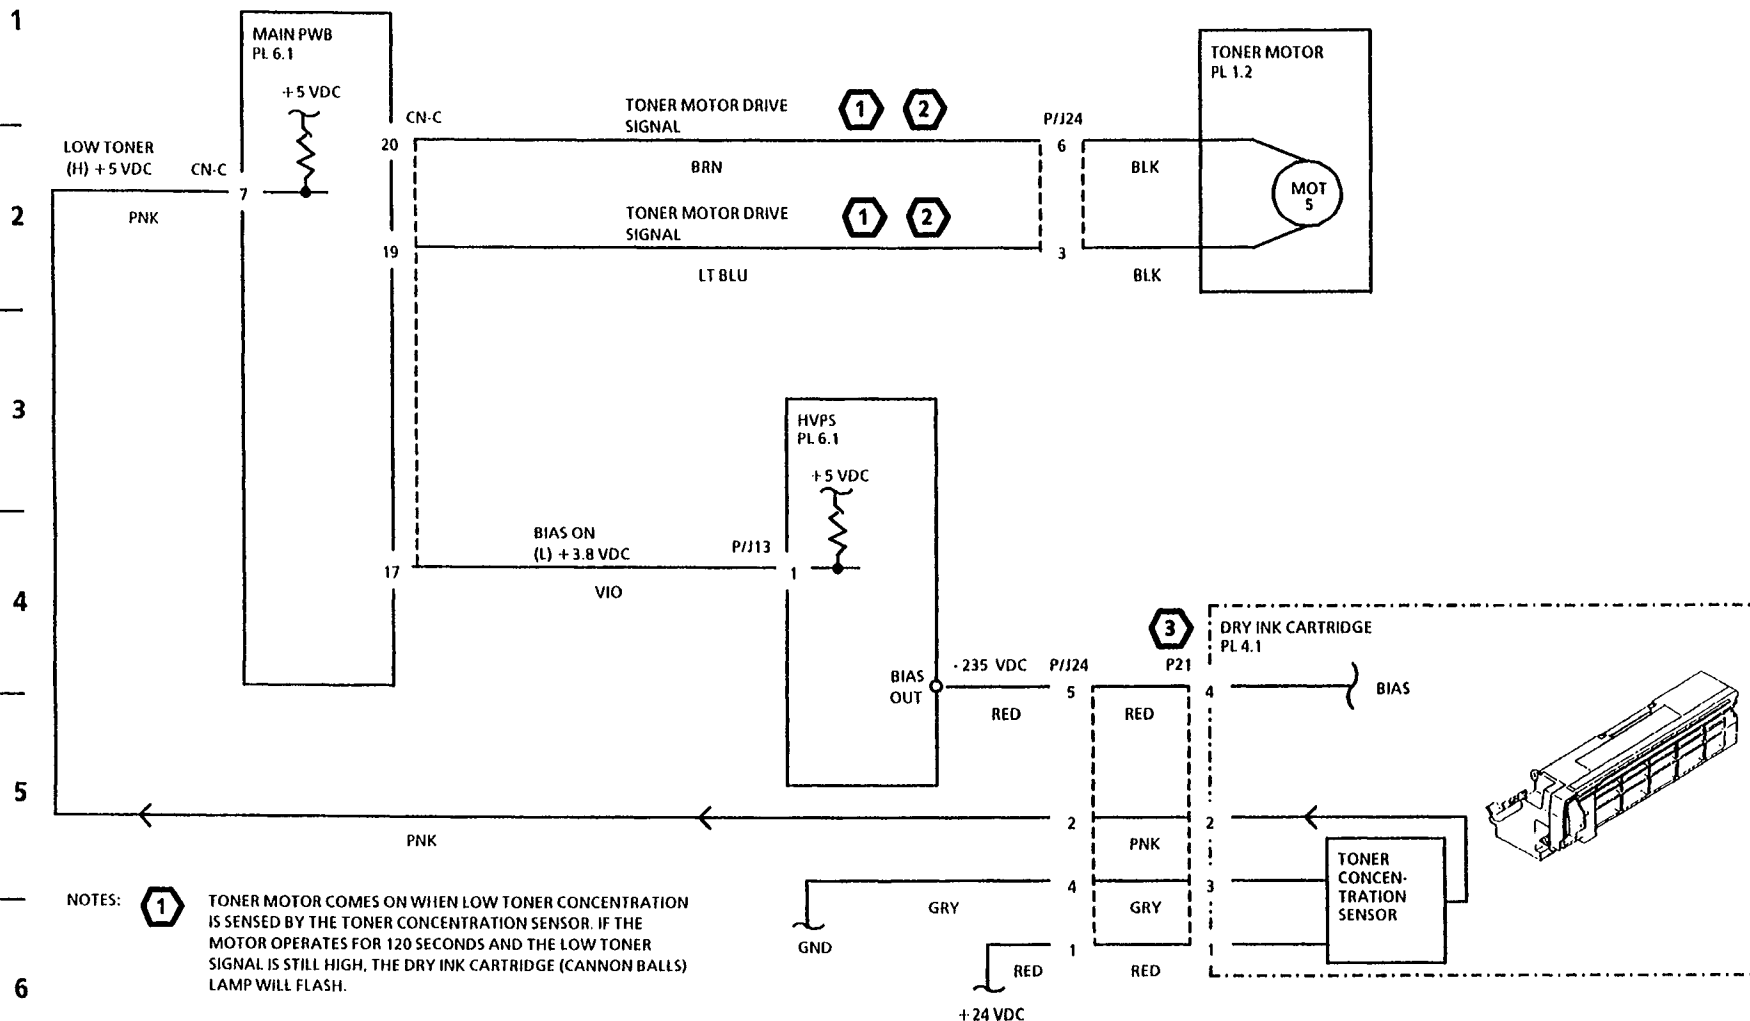 1
MAIN PWB
PL 6.1
TONER MOTOR
PL 1.2
+5 VDC
CN-C
TONER MOTOR DRIVE
SIGNAL
1
2
P/J24
20
6
LOW TONER
(H) +5 VDC
CN-C
BRN
BLK
7
MOT
5
2
PNK
TONER MOTOR DRIVE
SIGNAL
1
2
19
3
LT BLU
BLK
3
HVPS
PL 6.1
+5 VDC
BIAS ON
(L) +3.8 VDC
P/J13
17
1
VIO
4
3
DRY INK CARTRIDGE
PL 4.1
BIAS
OUT
- 235 VDC
P/J24
P21
5
4
BIAS
RED
RED
5
2
2
PNK
PNK
TONER
CONCEN-
TRATION
SENSOR
4
3
GRY
GRY
GND
1
1
RED
RED
+24 VDC
NOTES:
1
TONER MOTOR COMES ON WHEN LOW TONER CONCENTRATION
IS SENSED BY THE TONER CONCENTRATION SENSOR. IF THE
MOTOR OPERATES FOR 120 SECONDS AND THE LOW TONER
SIGNAL IS STILL HIGH, THE DRY INK CARTRIDGE (CANNON BALLS)
LAMP WILL FLASH.
6